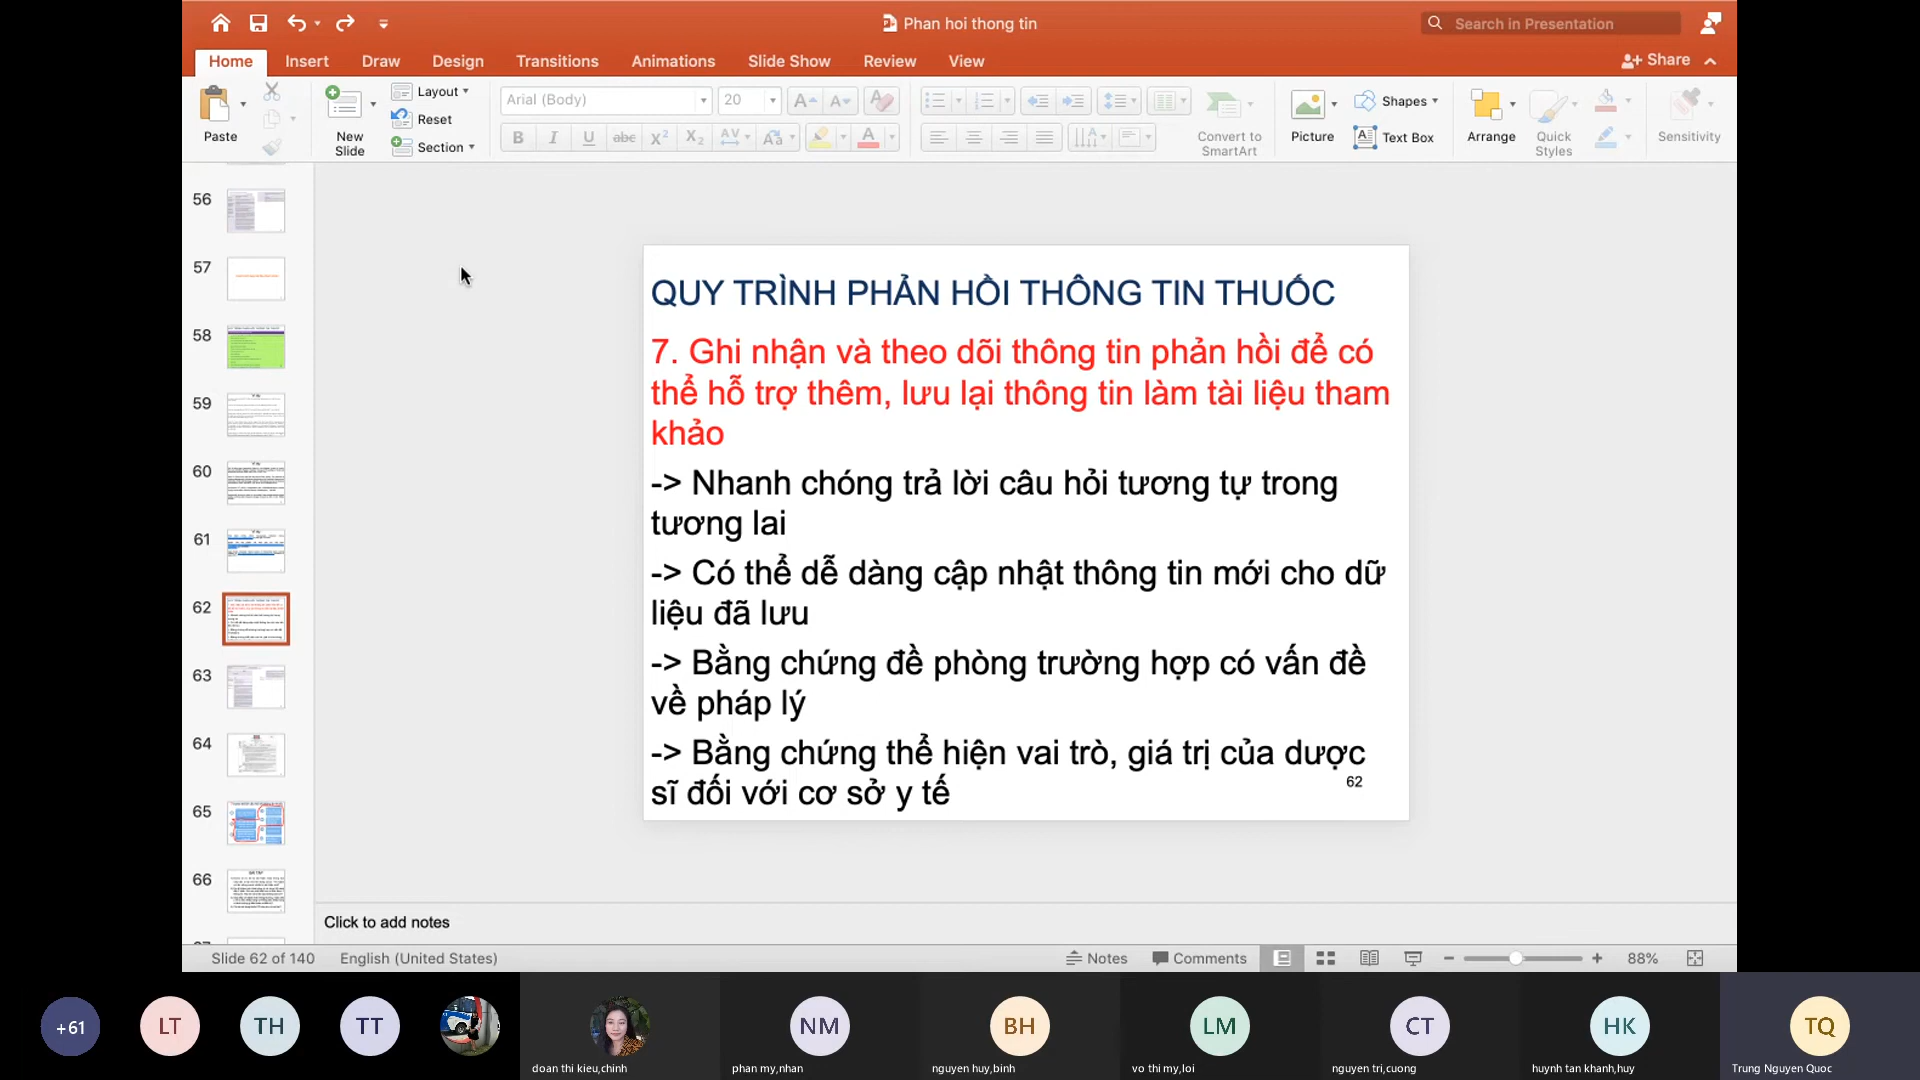 Phan hoi thong tin
Search in Presentation
Home Insert Draw Design Transitions Animations Slide Show Review View Share
Paste
New Slide
Layout
Reset
Section
Arial (Body) 20
Convert to SmartArt
Picture
Shapes
Text Box
Arrange
Quick Styles
Sensitivity
56
57
58
59
60
61
62
63
64
65
66
QUY TRÌNH PHẢN HỒI THÔNG TIN THUỐC
7. Ghi nhận và theo dõi thông tin phản hồi để có
thể hỗ trợ thêm, lưu lại thông tin làm tài liệu tham
khảo
-> Nhanh chóng trả lời câu hỏi tương tự trong
tương lai
-> Có thể dễ dàng cập nhật thông tin mới cho dữ
liệu đã lưu
-> Bằng chứng đề phòng trường hợp có vấn đề
về pháp lý
-> Bằng chứng thể hiện vai trò, giá trị của dược
sĩ đối với cơ sở y tế
62
Click to add notes
Slide 62 of 140 English (United States) Notes Comments 88%
+61 LT TH TT NM BH LM CT HK TQ
doan thi kieu,chinh phan my,nhan nguyen huy,binh vo thi my,loi nguyen tri,cuong huynh tan khanh,huy Trung Nguyen Quoc